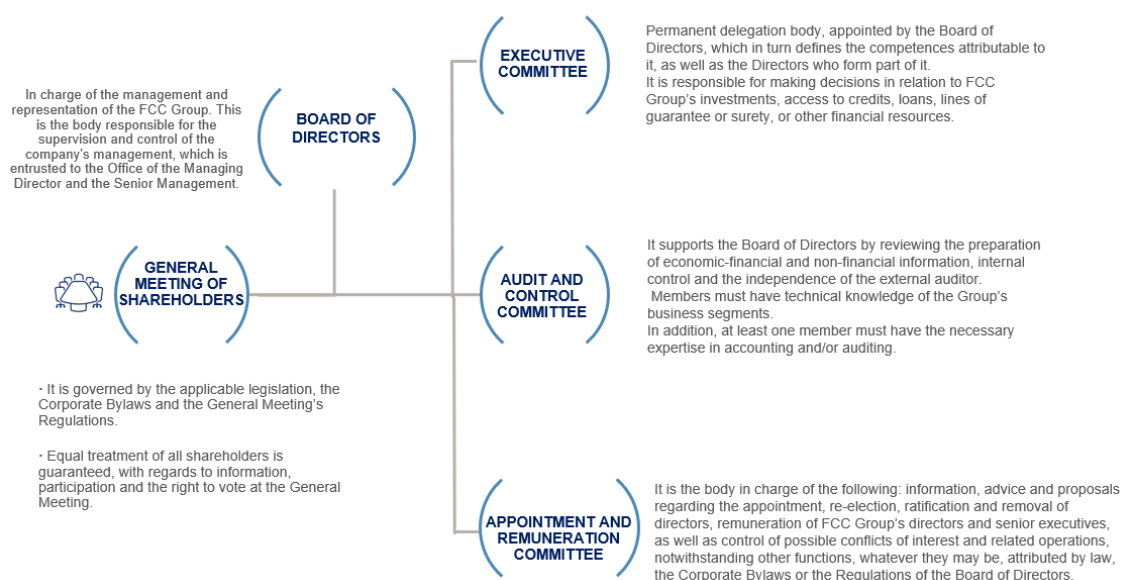 EXECUTIVE
COMMITTEE
Permanent delegation body, appointed by the Board of
Directors, which in turn defines the competences attributable to
it, as well as the Directors who form part of it.
It is responsible for making decisions in relation to FCC
Group's investments, access to credits, loans, lines of
guarantee or surety, or other financial resources.
In charge of the management and
representation of the FCC Group. This
is the body responsible for the
supervision and control of the
company's management, which is
entrusted to the Office of the Managing
Director and the Senior Management.
BOARD OF
DIRECTORS
GENERAL
MEETING OF
SHAREHOLDERS
AUDIT AND
CONTROL
COMMITTEE
It supports the Board of Directors by reviewing the preparation
of economic-financial and non-financial information, internal
control and the independence of the external auditor.
Members must have technical knowledge of the Group's
business segments.
In addition, at least one member must have the necessary
expertise in accounting and/or auditing.
· It is governed by the applicable legislation, the
Corporate Bylaws and the General Meeting's
Regulations.
· Equal treatment of all shareholders is
guaranteed, with regards to information,
participation and the right to vote at the General
Meeting.
APPOINTMENT AND
REMUNERATION
COMMITTEE
It is the body in charge of the following: information, advice and proposals
regarding the appointment, re-election, ratification and removal of
directors, remuneration of FCC Group's directors and senior executives,
as well as control of possible conflicts of interest and related operations,
notwithstanding other functions, whatever they may be, attributed by law,
the Corporate Bylaws or the Regulations of the Board of Directors.